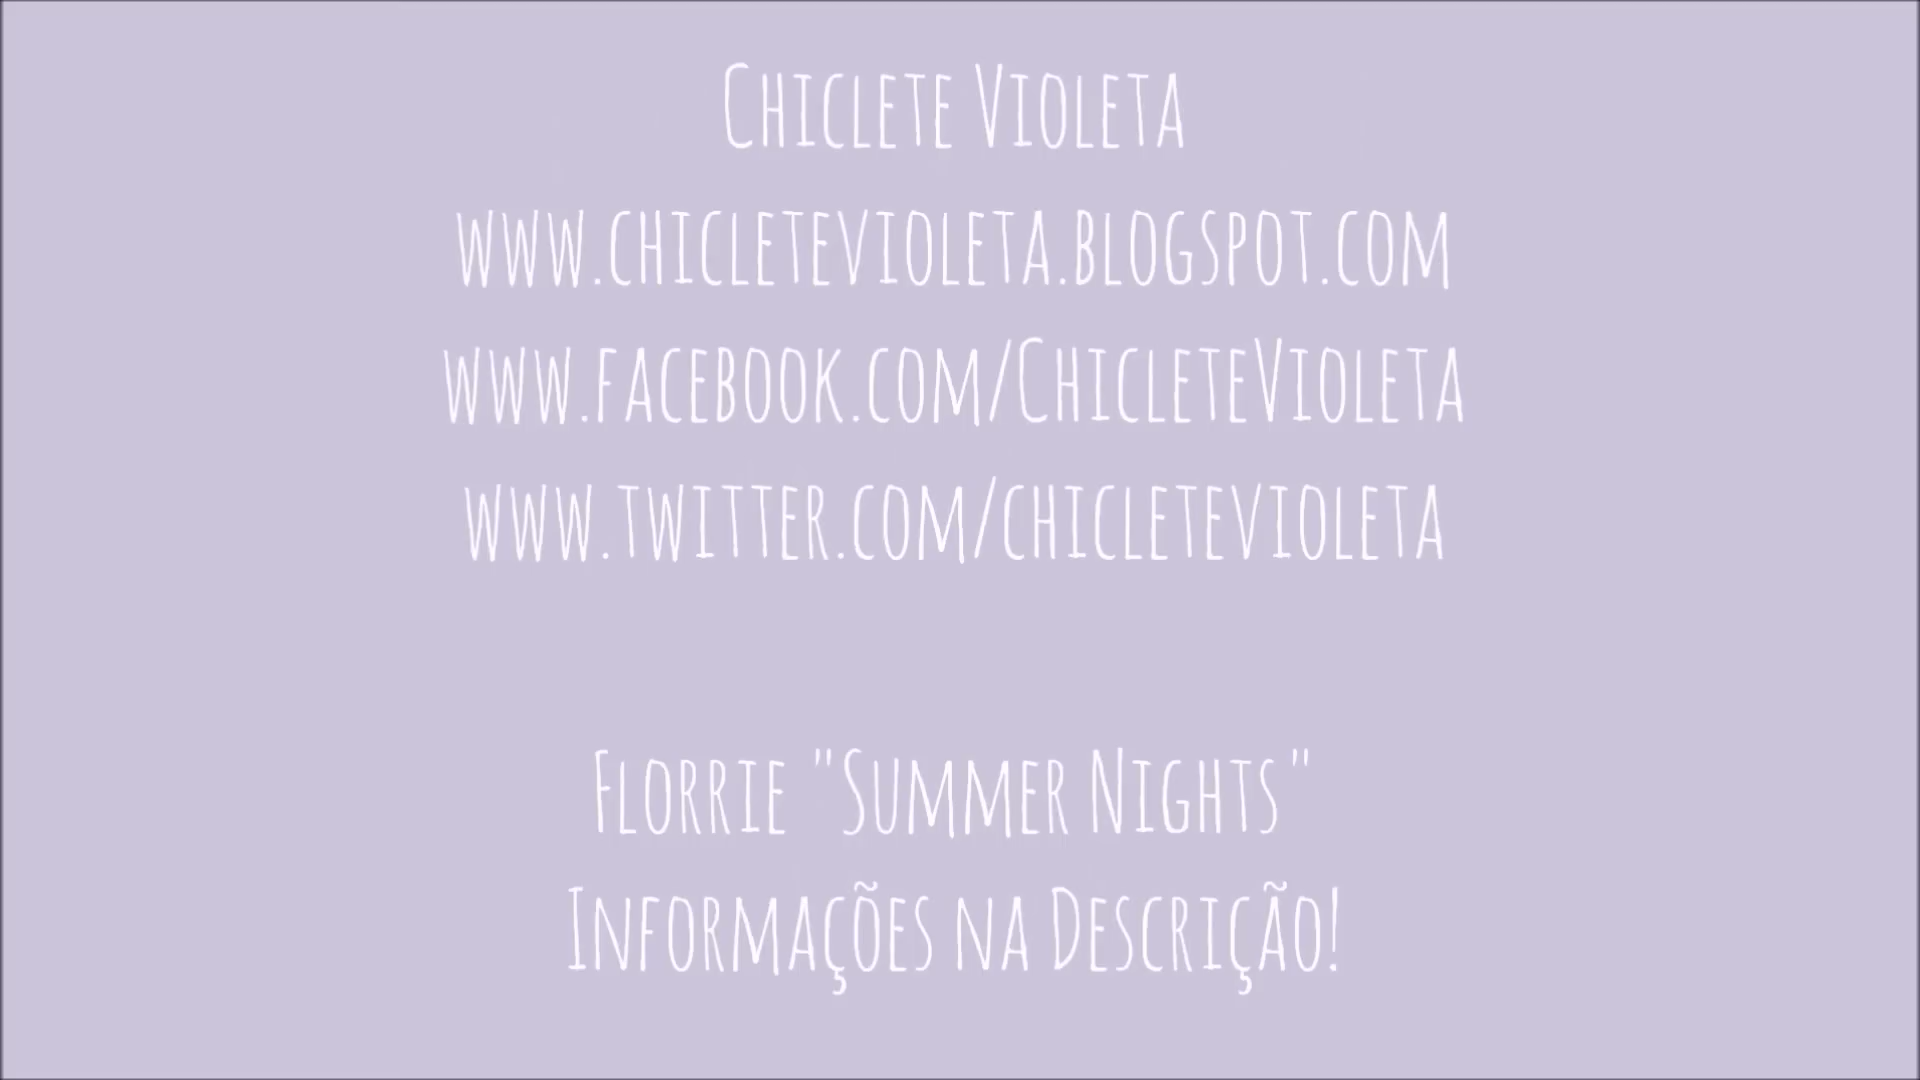 Chiclete Violeta
www.chicletevioleta.blogspot.com
www.facebook.com/ChicleteVioleta
www.twitter.com/chicletevioleta
Florrie "Summer Nights"
Informações na Descrição!